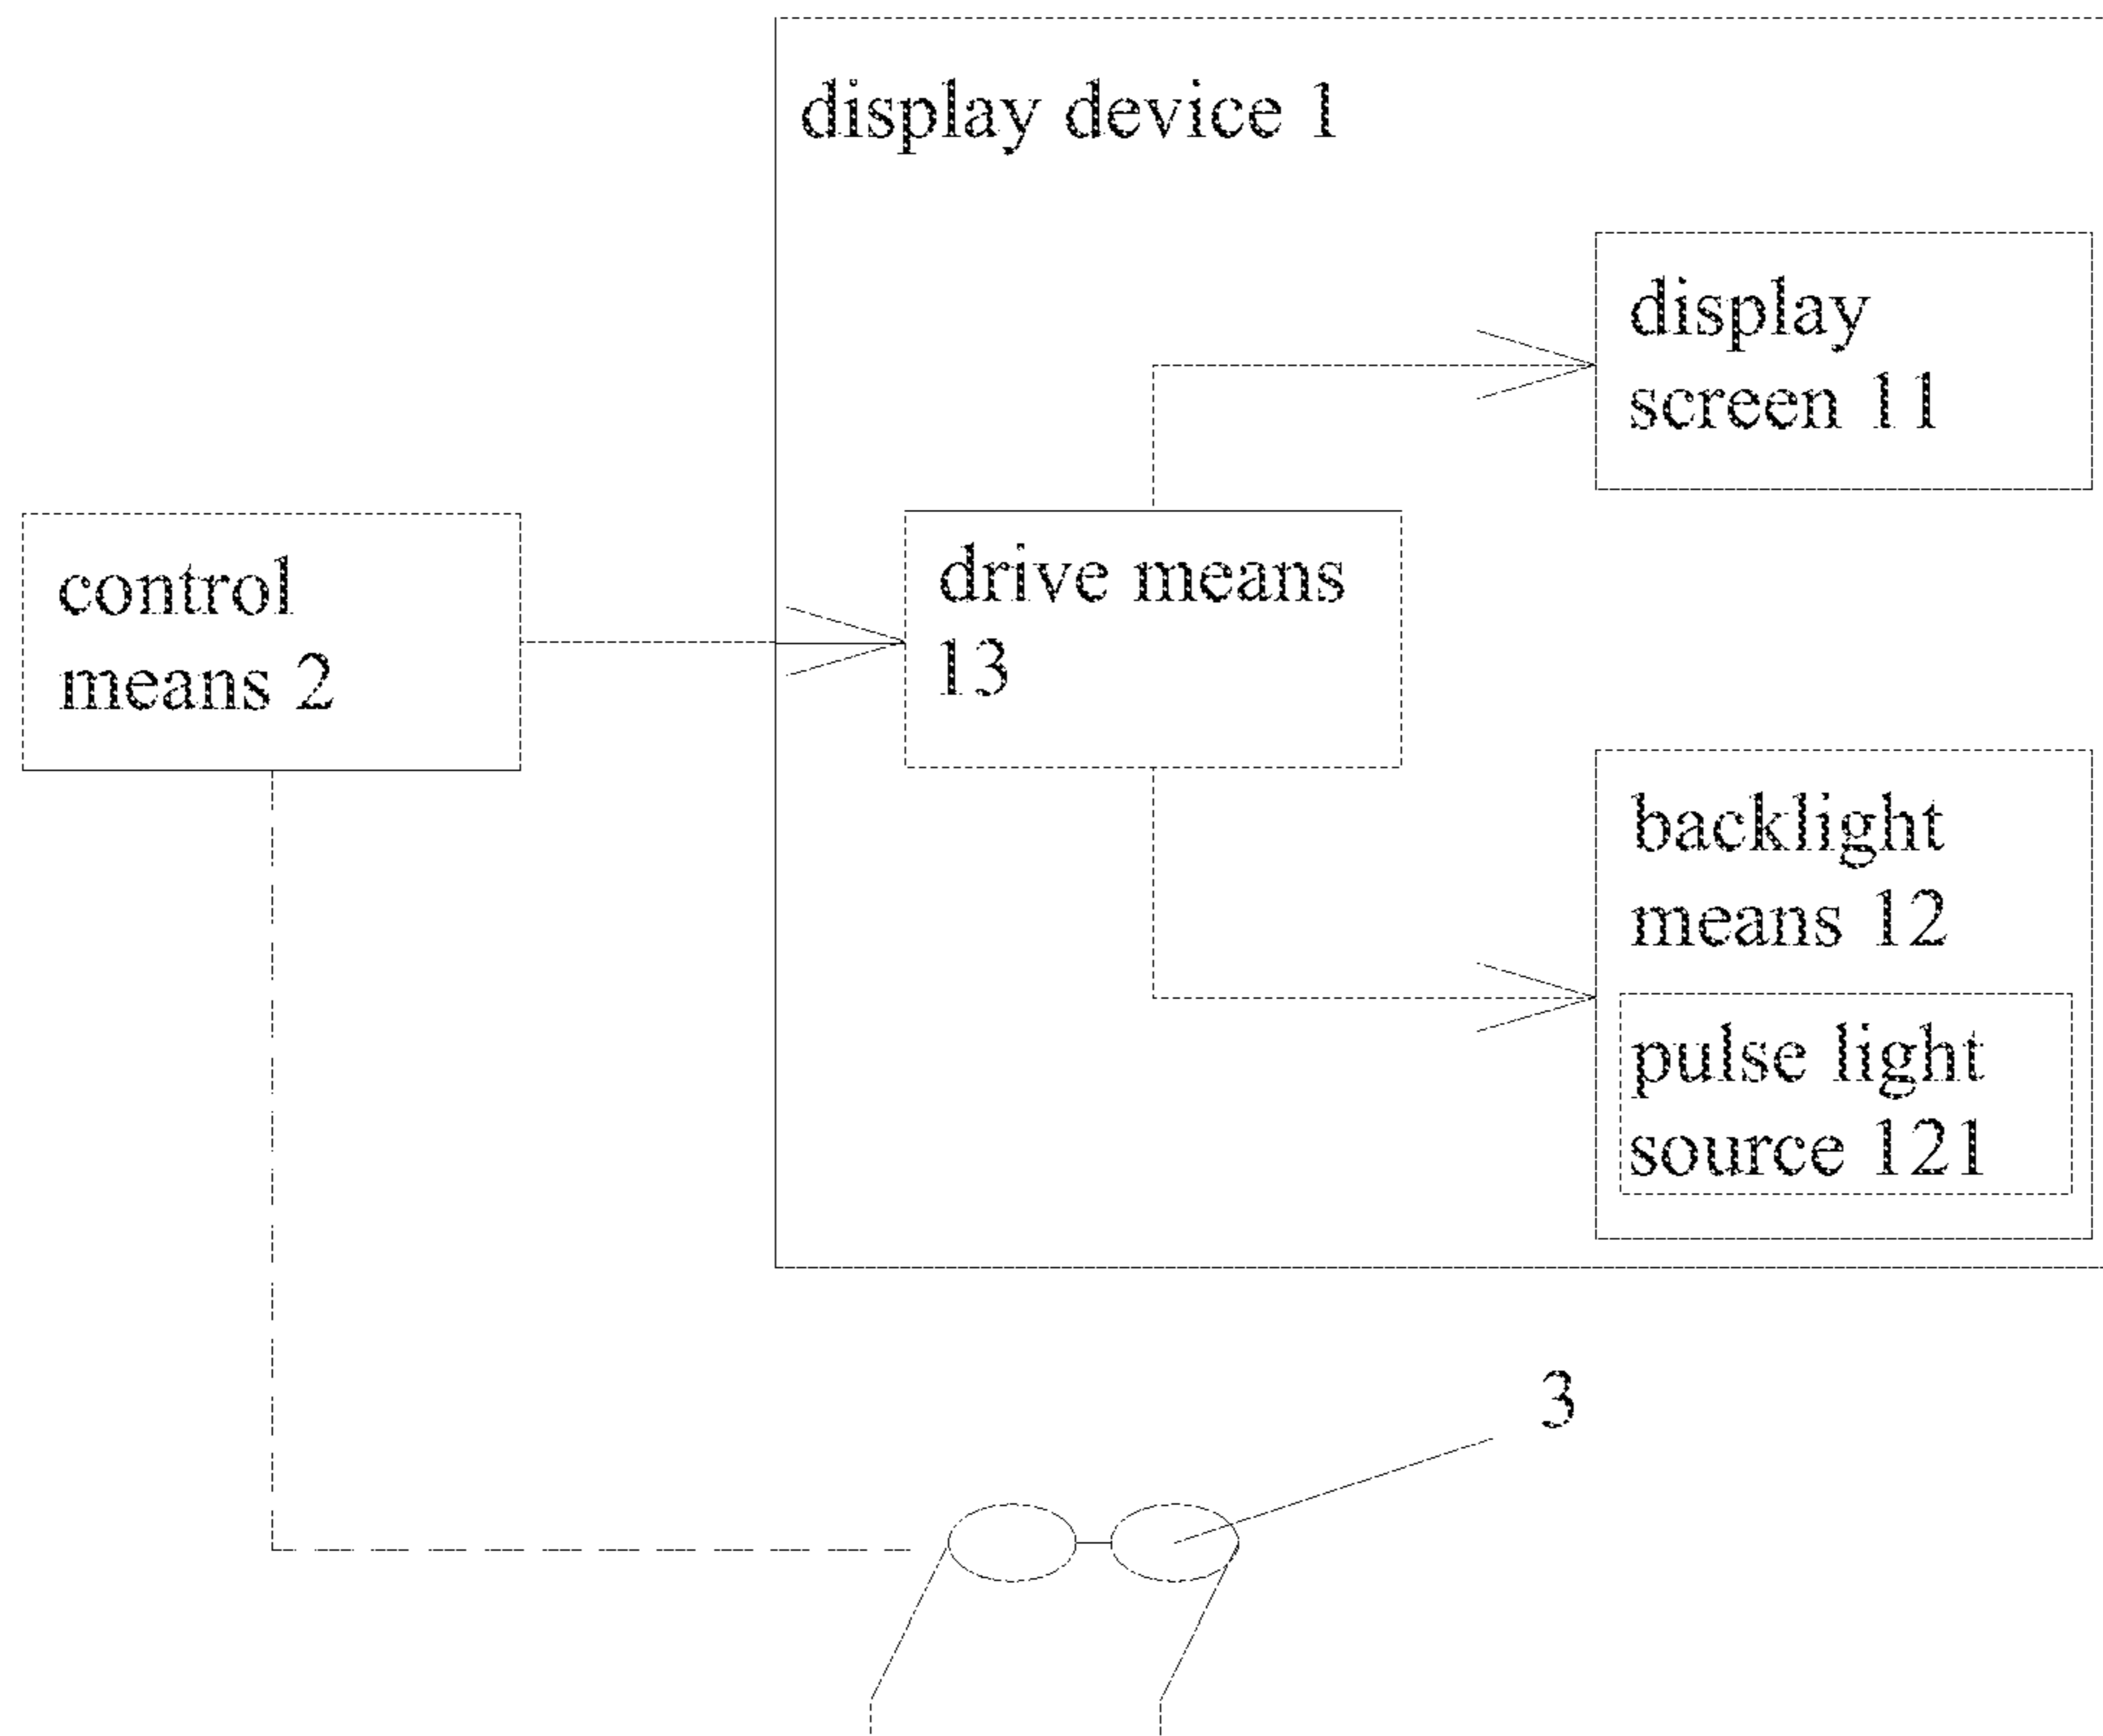 display device 1
display
screen 11
control
means 2
drive means
13
backlight
means 12
pulse light
source 121
3